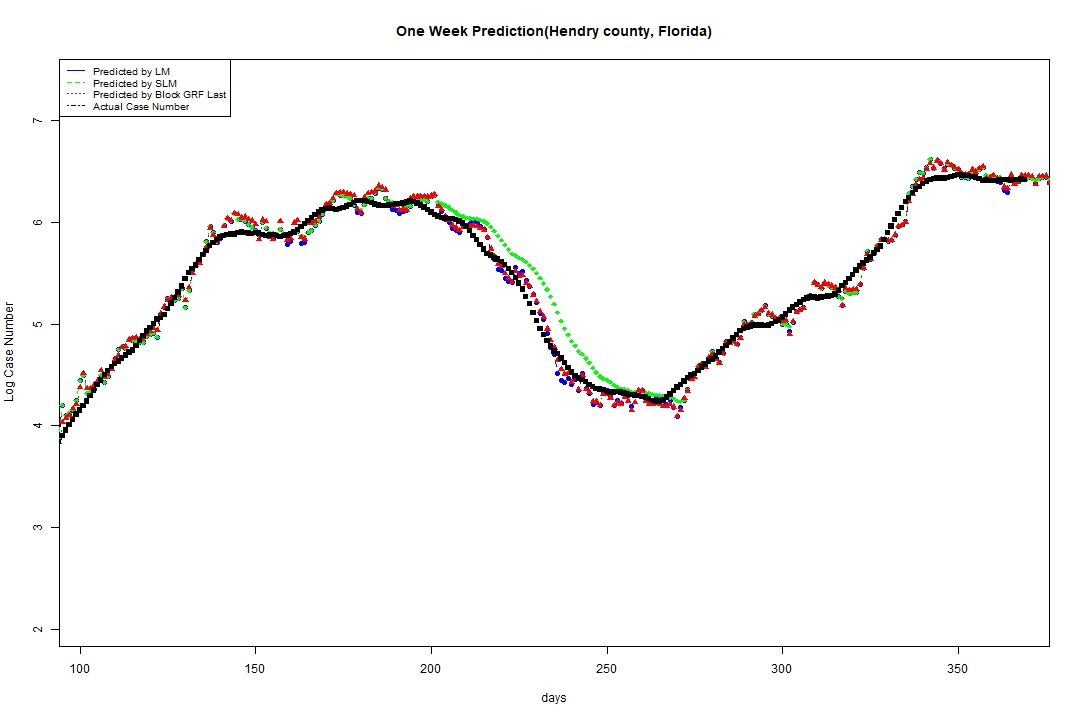 One Week Prediction(Hendry county, Florida)
Predicted by LM
Predicted by SLM
Predicted by Block GRF Last
Actual Case Number
7
6
5
4
3
2
Log Case Number
100 150 200 250 300 350
days